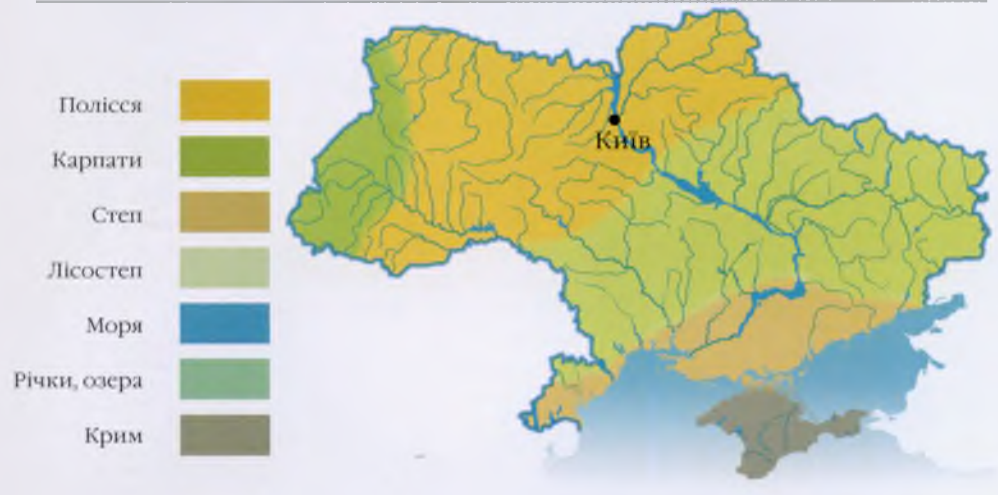 Полісся
Карпати
Степ
Лісостеп
Моря
Річки, озера
Крим
Київ